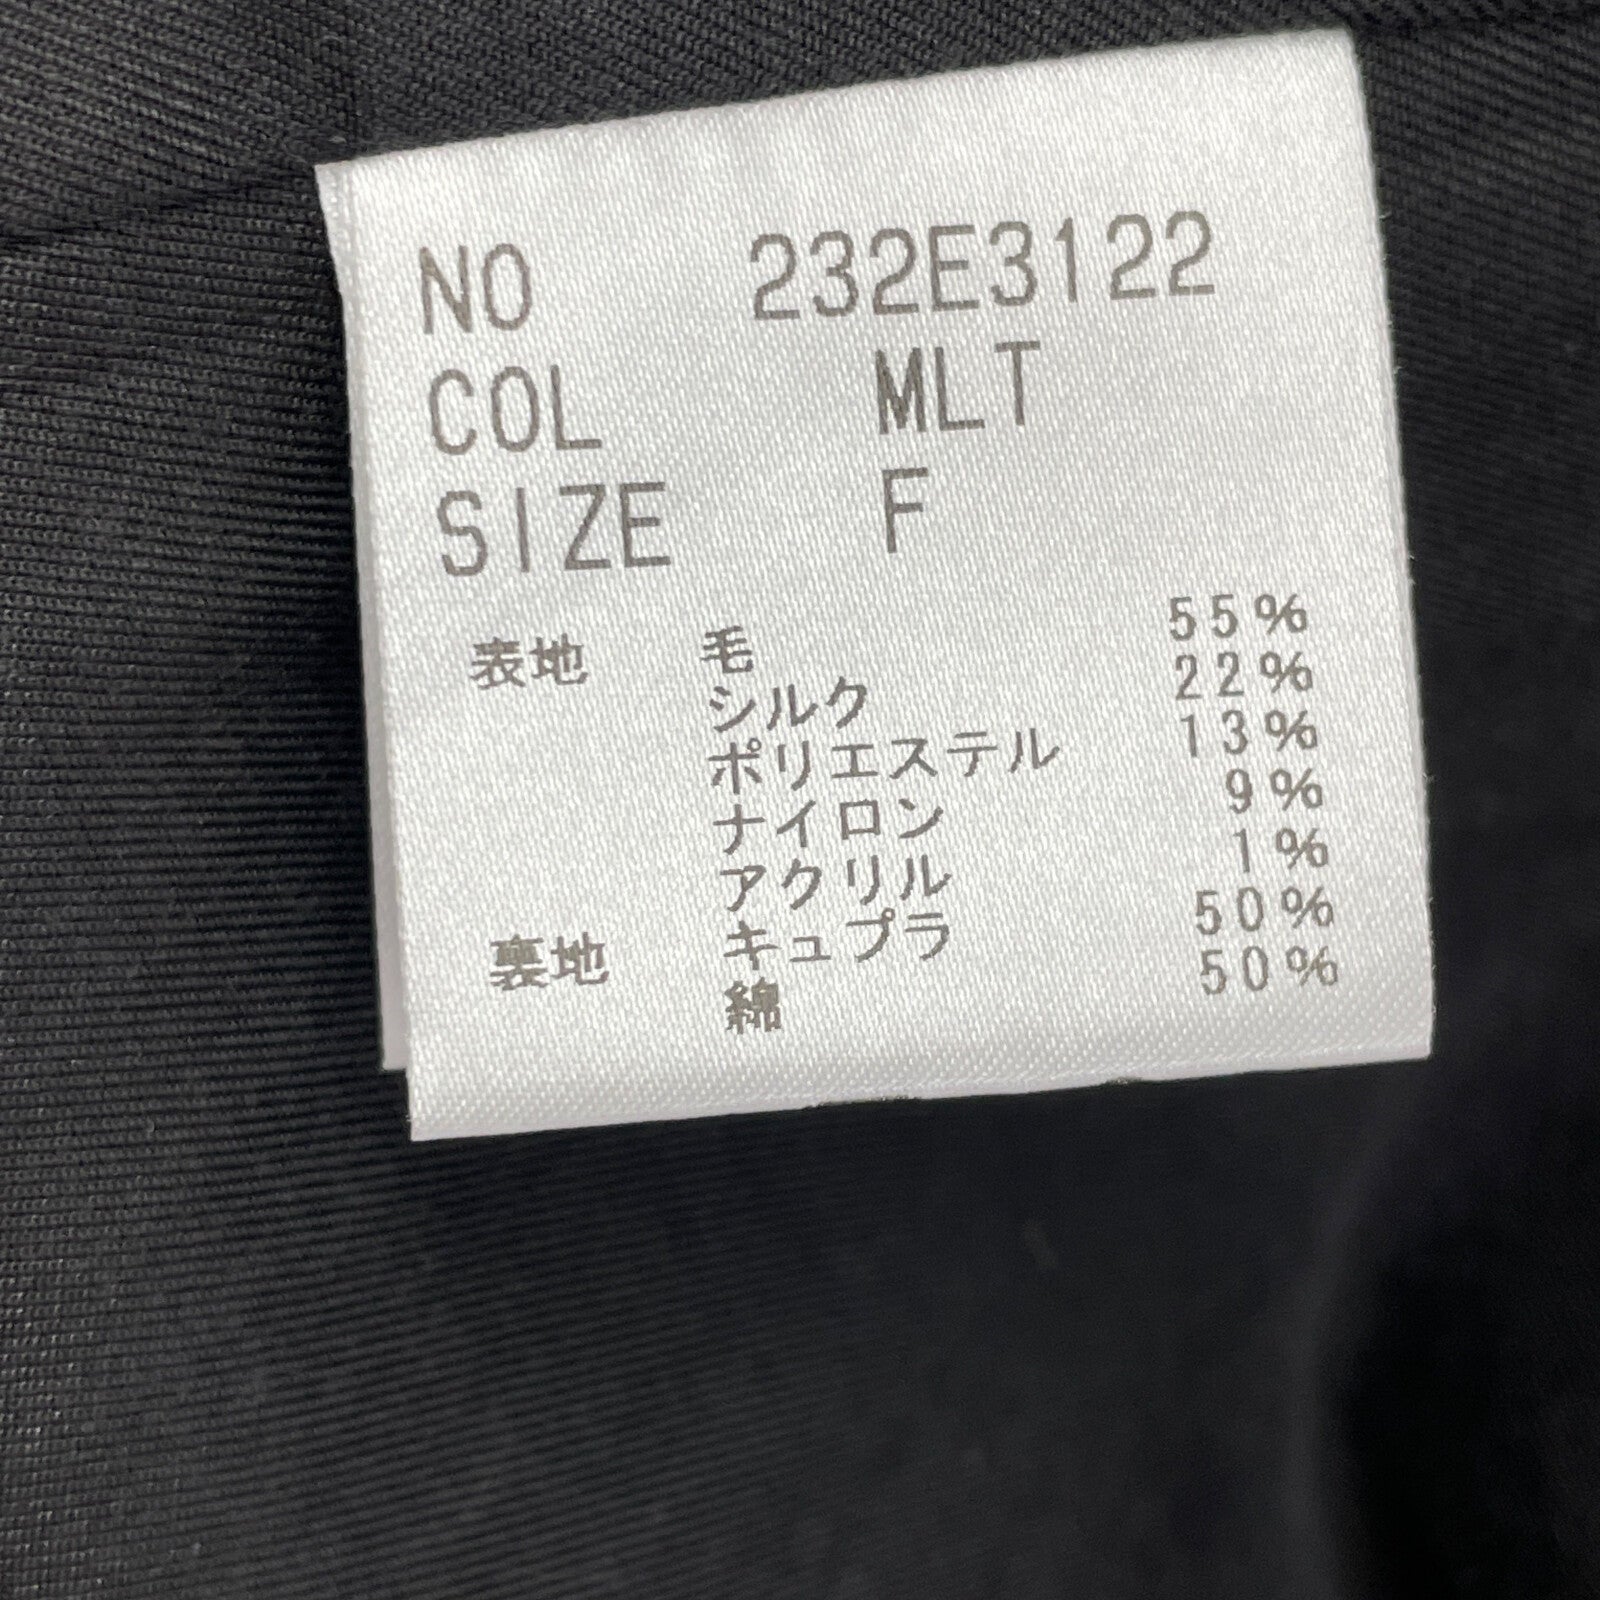 NO 232E3122
COL MLT
SIZE F
表地 毛 55%
シルク 22%
ポリエステル 13%
ナイロン 9%
アクリル 1%
裏地 キュプラ 50%
綿 50%